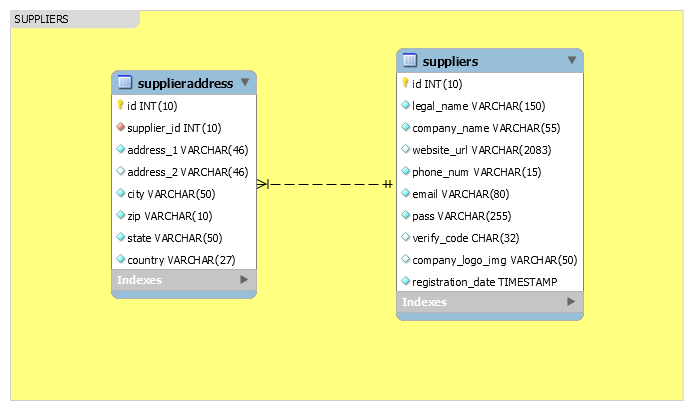 SUPPLIERS
supplieraddress
id INT(10)
supplier_id INT(10)
address_1 VARCHAR(46)
address_2 VARCHAR(46)
city VARCHAR(50)
zip VARCHAR(10)
state VARCHAR(50)
country VARCHAR(27)
Indexes
suppliers
id INT(10)
legal_name VARCHAR(150)
company_name VARCHAR(55)
website_url VARCHAR(2083)
phone_num VARCHAR(15)
email VARCHAR(80)
pass VARCHAR(255)
verify_code CHAR(32)
company_logo_img VARCHAR(50)
registration_date TIMESTAMP
Indexes